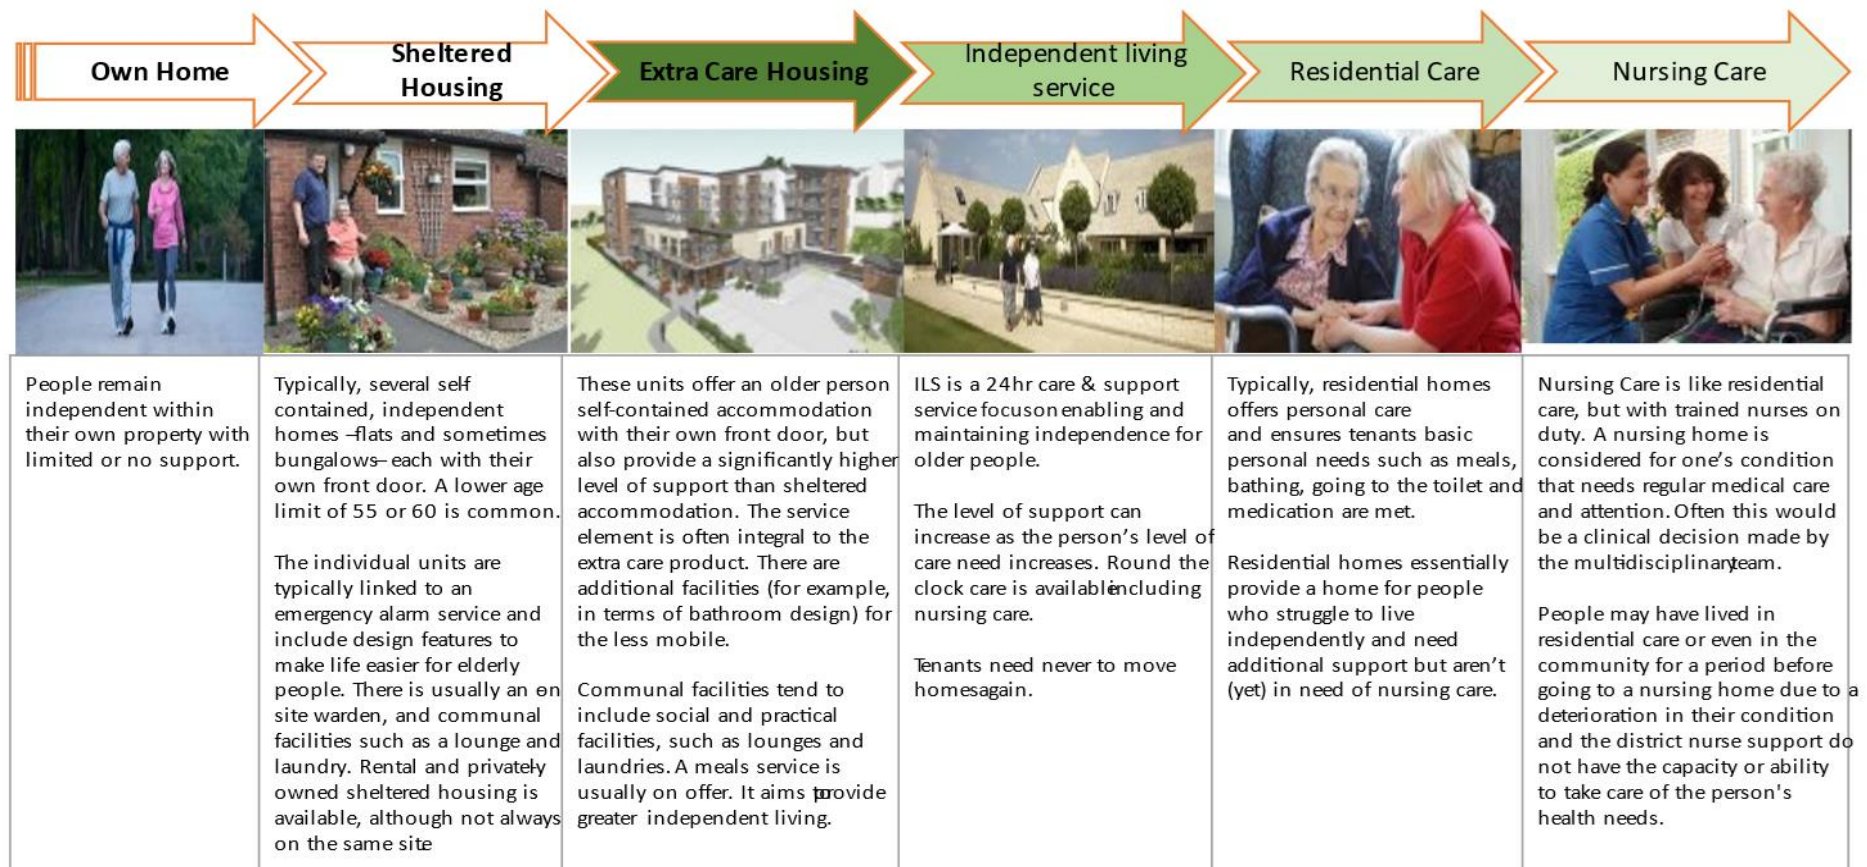 Own Home
Sheltered
Housing
Extra Care Housing
Independent living
service
Residential Care
Nursing Care
People remain
independent within
their own property with
limited or no support.
Typically, several self-
contained, independent
homes –flats and sometimes
bungalows– each with their
own front door. A lower age
limit of 55 or 60 is common.
The individual units are
typically linked to an
emergency alarm service and
include design features to
make life easier for elderly
people. There is usually an on-
site warden, and communal
facilities such as a lounge and
laundry. Rental and privately-
owned sheltered housing is
available, although not always
on the same site.
These units offer an older person
self-contained accommodation
with their own front door, but
also provide a significantly higher
level of support than sheltered
accommodation. The service
element is often integral to the
extra care product. There are
additional facilities (for example,
in terms of bathroom design) for
the less mobile.
Communal facilities tend to
include social and practical
facilities, such as lounges and
laundries. A meals service is
usually on offer. It aims to provide
greater independent living.
ILS is a 24hr care & support
service focus on enabling and
maintaining independence for
older people.
The level of support can
increase as the person's level of
care need increases. Round the
clock care is available including
nursing care.
Tenants need never to move
homes again.
Typically, residential homes
offers personal care
and ensures tenants basic
personal needs such as meals,
bathing, going to the toilet and
medication are met.
Residential homes essentially
provide a home for people
who struggle to live
independently and need
additional support but aren't
(yet) in need of nursing care.
Nursing Care is like residential
care, but with trained nurses on
duty. A nursing home is
considered for one's condition
that needs regular medical care
and attention. Often this would
be a clinical decision made by
the multi-disciplinary team.
People may have lived in
residential care or even in the
community for a period before
going to a nursing home due to a
deterioration in their condition
and the district nurse support do
not have the capacity or ability
to take care of the person's
health needs.